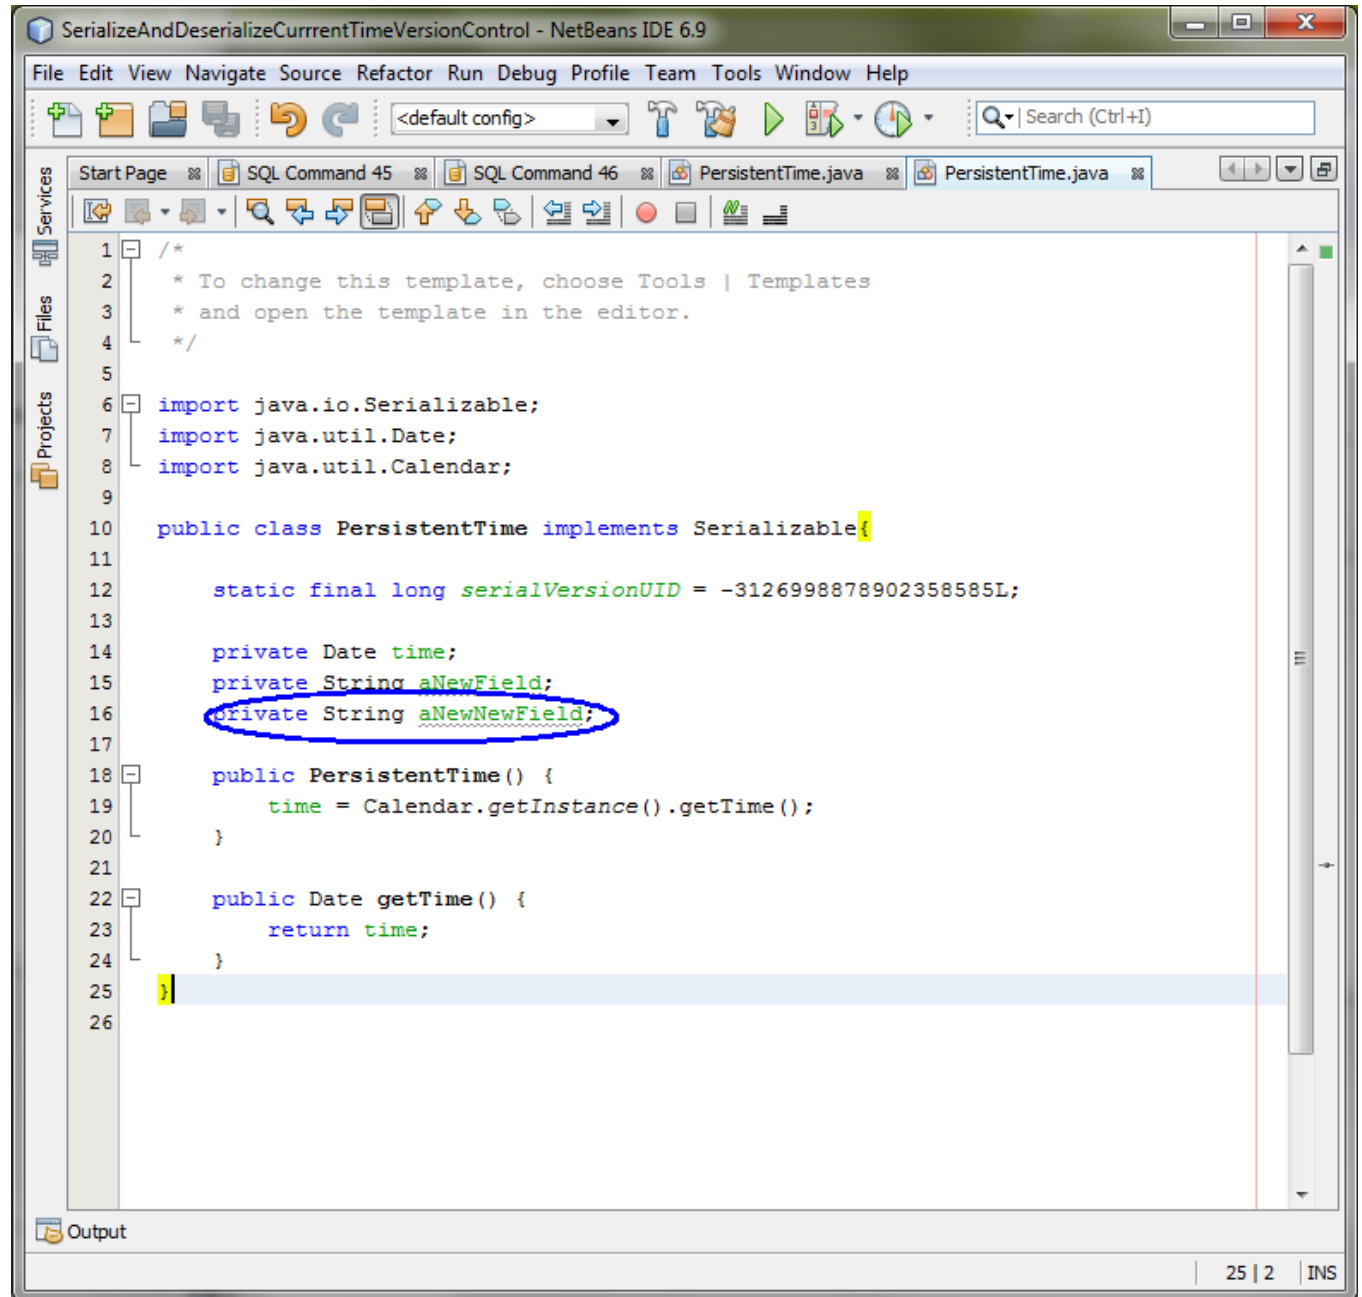 SerializeAndDeserializeCurrrentTimeVersionControl - NetBeans IDE 6.9
File Edit View Navigate Source Refactor Run Debug Profile Team Tools Window Help
<default config>
Search (Ctrl+I)
Start Page SQL Command 45 SQL Command 46 PersistentTime.java PersistentTime.java
Services
Files
Projects
1 /*
2 * To change this template, choose Tools | Templates
3 * and open the template in the editor.
4 */
5
6 import java.io.Serializable;
7 import java.util.Date;
8 import java.util.Calendar;
9
10 public class PersistentTime implements Serializable{
11
12 static final long serialVersionUID = -3126998878902358585L;
13
14 private Date time;
15 private String aNewField;
16 private String aNewNewField;
17
18 public PersistentTime() {
19 time = Calendar.getInstance().getTime();
20 }
21
22 public Date getTime() {
23 return time;
24 }
25 }
26
Output
25 | 2 INS